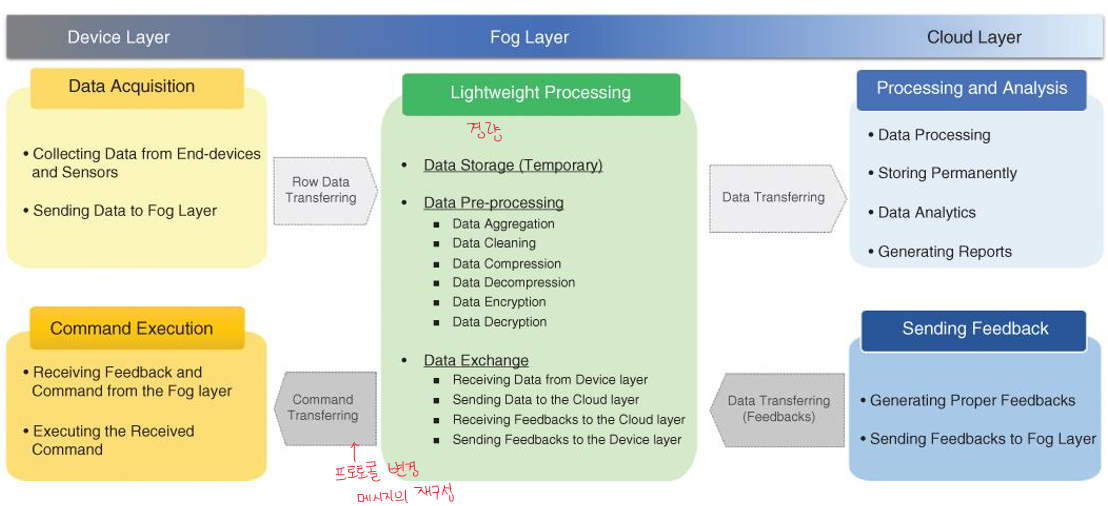 Device Layer
Fog Layer
Cloud Layer
Data Acquisition
• Collecting Data from End-devices
and Sensors
• Sending Data to Fog Layer
Row Data
Transferring
Lightweight Processing
경량
• Data Storage (Temporary)
• Data Pre-processing
■ Data Aggregation
■ Data Cleaning
■ Data Compression
■ Data Decompression
■ Data Encryption
■ Data Decryption
• Data Exchange
■ Receiving Data from Device layer
■ Sending Data to the Cloud layer
■ Receiving Feedbacks to the Cloud layer
■ Sending Feedbacks to the Device layer
Data Transferring
Processing and Analysis
• Data Processing
• Storing Permanently
• Data Analytics
• Generating Reports
Command Execution
• Receiving Feedback and
Command from the Fog layer
• Executing the Received
Command
Command
Transferring
프로토콜 변경
메시지의 재구성
Data Transferring
(Feedbacks)
Sending Feedback
• Generating Proper Feedbacks
• Sending Feedbacks to Fog Layer